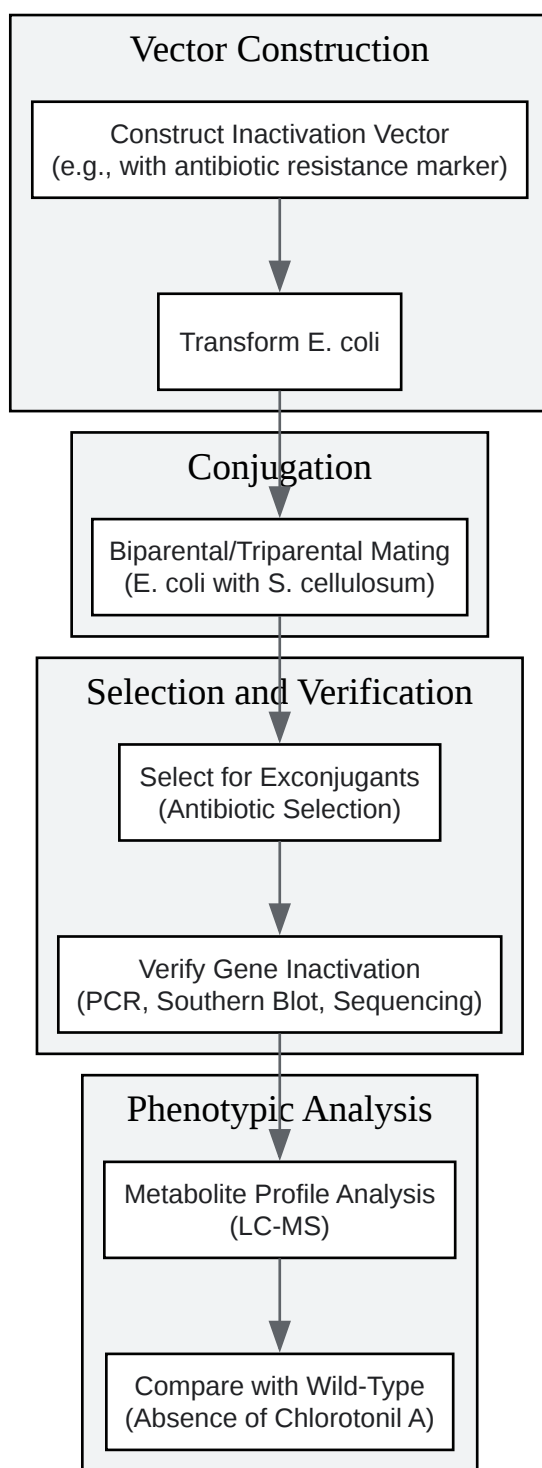 Vector Construction
Construct Inactivation Vector
(e.g., with antibiotic resistance marker)
Transform E. coli
Conjugation
Biparental/Triparental Mating
(E. coli with S. cellulosum)
Selection and Verification
Select for Exconjugants
(Antibiotic Selection)
Verify Gene Inactivation
(PCR, Southern Blot, Sequencing)
Phenotypic Analysis
Metabolite Profile Analysis
(LC-MS)
Compare with Wild-Type
(Absence of Chlorotonil A)